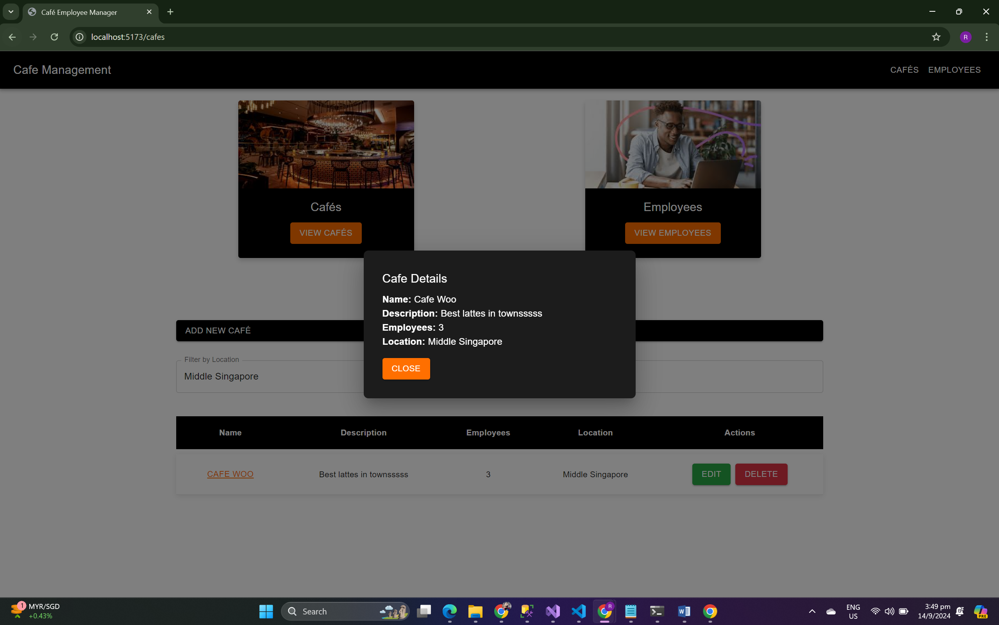 Café Employee Manager
localhost:5173/cafes
R
Cafe Management
CAFÉS EMPLOYEES
Cafés
VIEW CAFÉS
Employees
VIEW EMPLOYEES
Cafe Details
Name: Cafe Woo
Description: Best lattes in townsssss
Employees: 3
Location: Middle Singapore
CLOSE
ADD NEW CAFÉ
Filter by Location
Middle Singapore
Name Description Employees Location Actions
CAFE WOO Best lattes in townsssss 3 Middle Singapore EDIT DELETE
1
MYR/SGD
+0.43%
Search
R
W
ENG
US
3:49 pm
14/9/2024
PRE